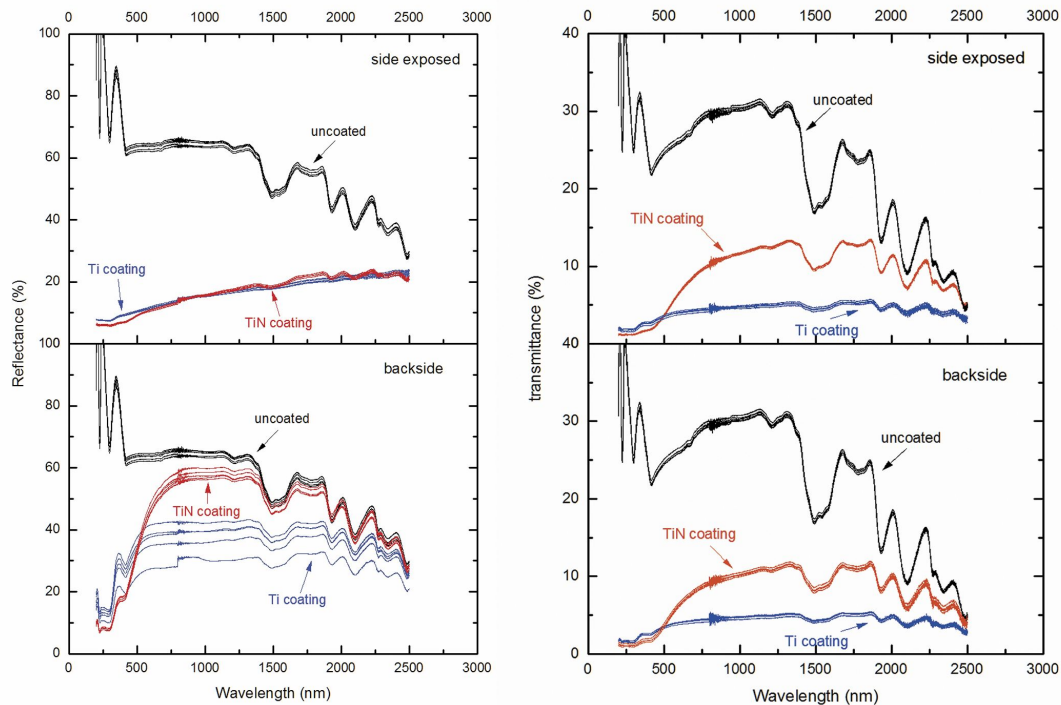 0 500 1000 1500 2000 2500 3000
100
80
60
40
20
Reflectance (%)
side exposed
uncoated
Ti coating
TiN coating
100
80
60
40
20
0
backside
uncoated
TiN coating
Ti coating
0 500 1000 1500 2000 2500 3000
Wavelength (nm)
0 500 1000 1500 2000 2500 3000
40
30
20
10
0
transmittance (%)
side exposed
uncoated
TiN coating
Ti coating
40
30
20
10
0
backside
uncoated
TiN coating
Ti coating
0 500 1000 1500 2000 2500 3000
Wavelength (nm)